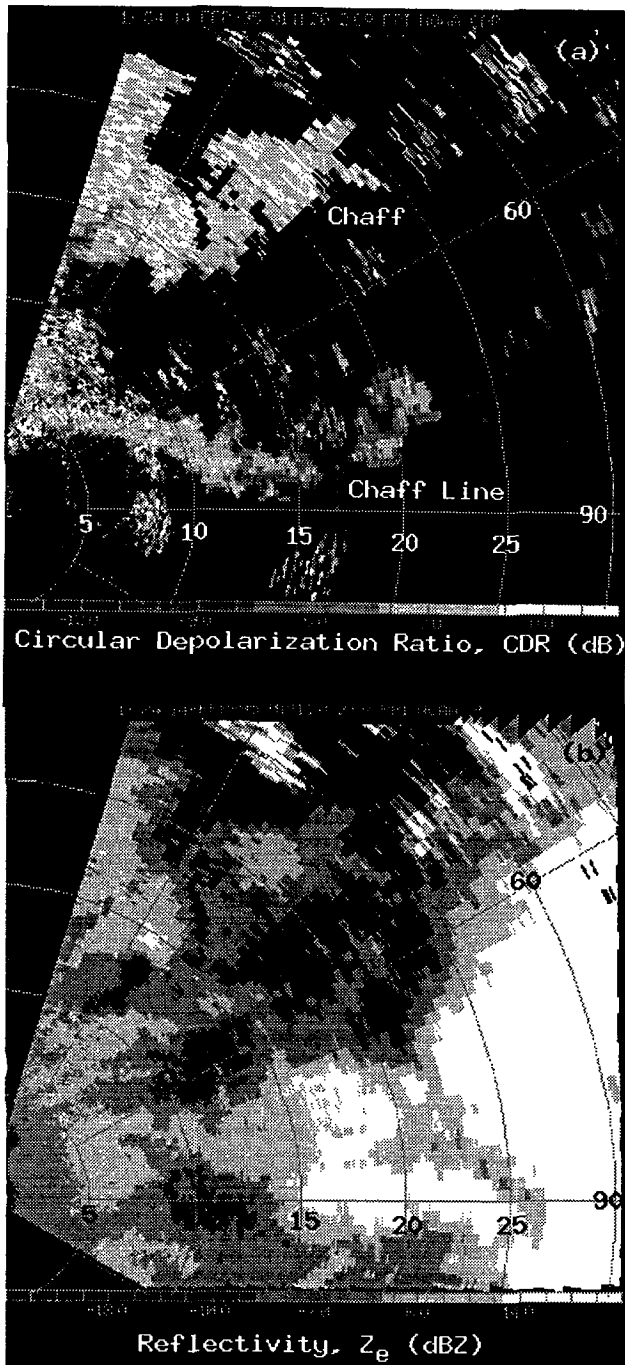 (a)
Chaff
60
Chaff Line
5 10 15 20 25 90
Circular Depolarization Ratio, CDR (dB)
(b)
60
5 15 20 25 90
Reflectivity, Ze (dBZ)